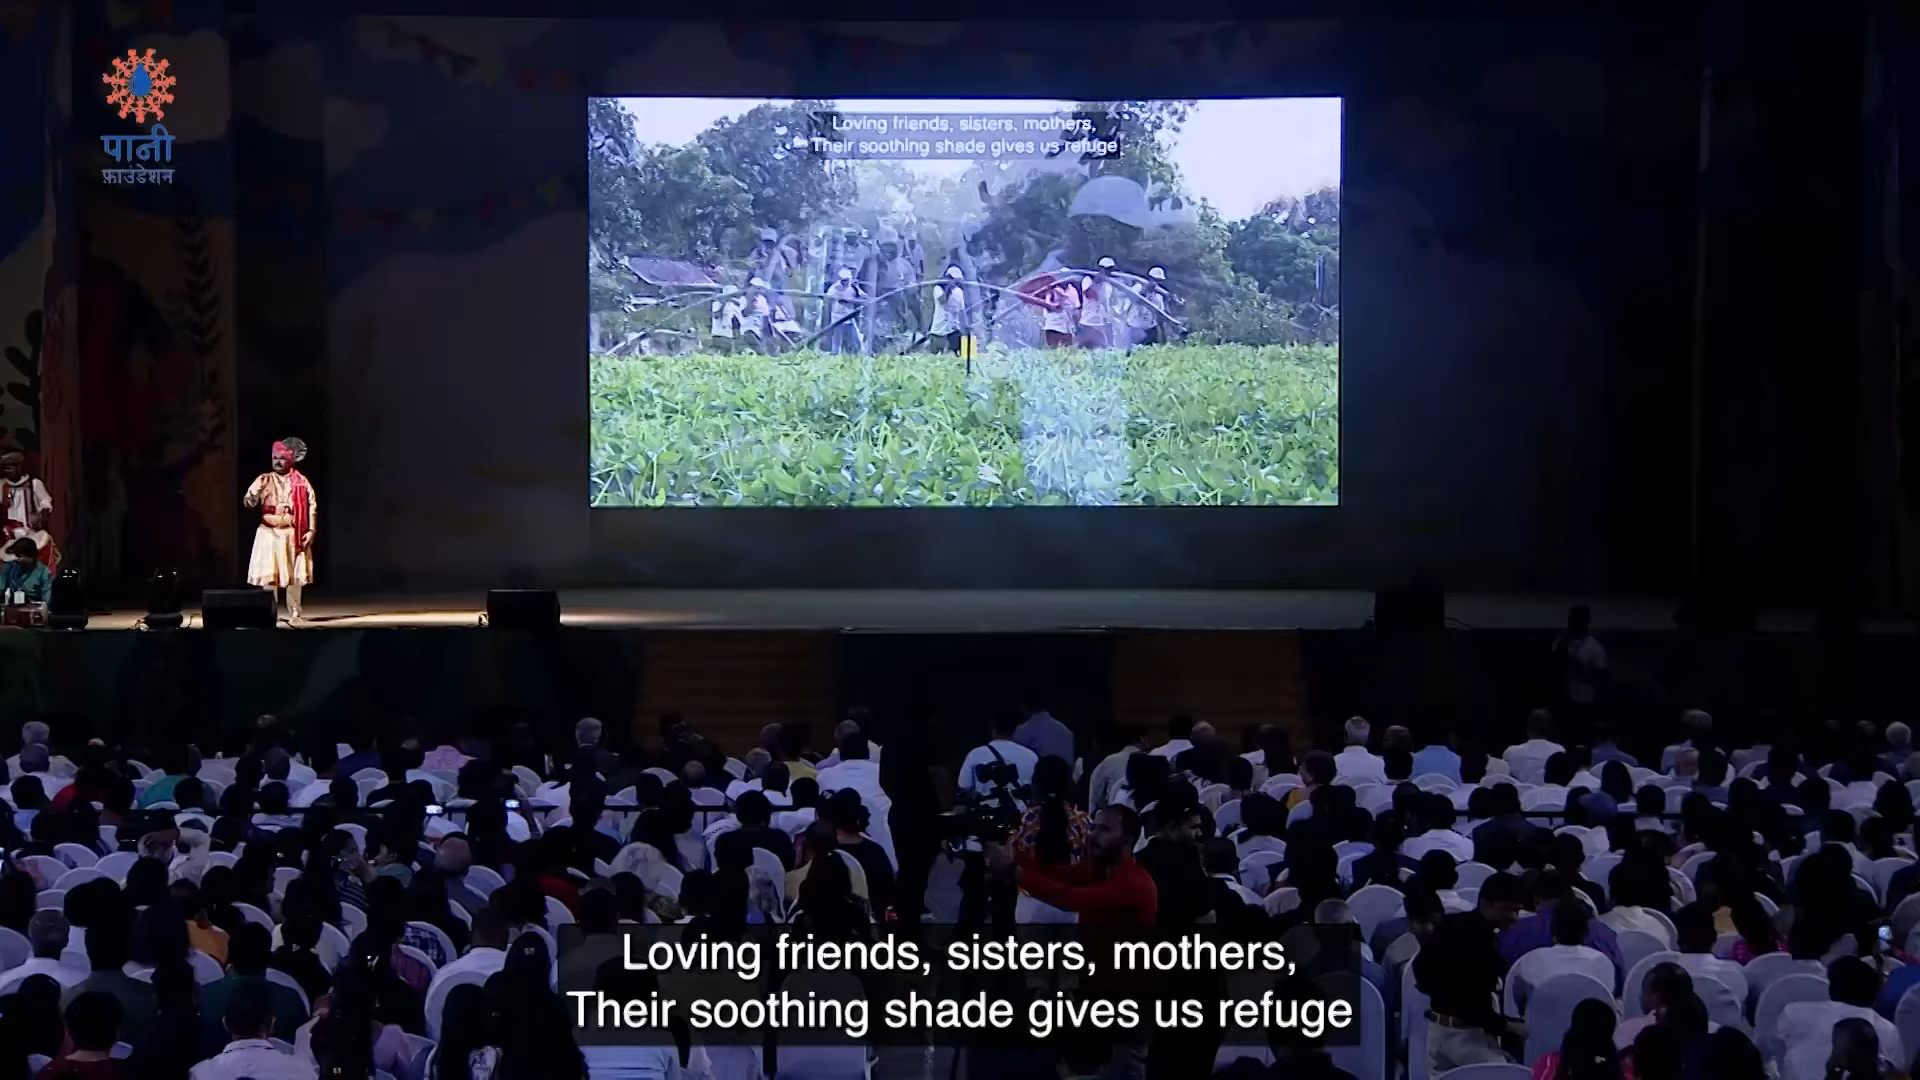 पानी
फ़ाउंडेशन
Loving friends, sisters, mothers,
Their soothing shade gives us refuge
Loving friends, sisters, mothers,
Their soothing shade gives us refuge